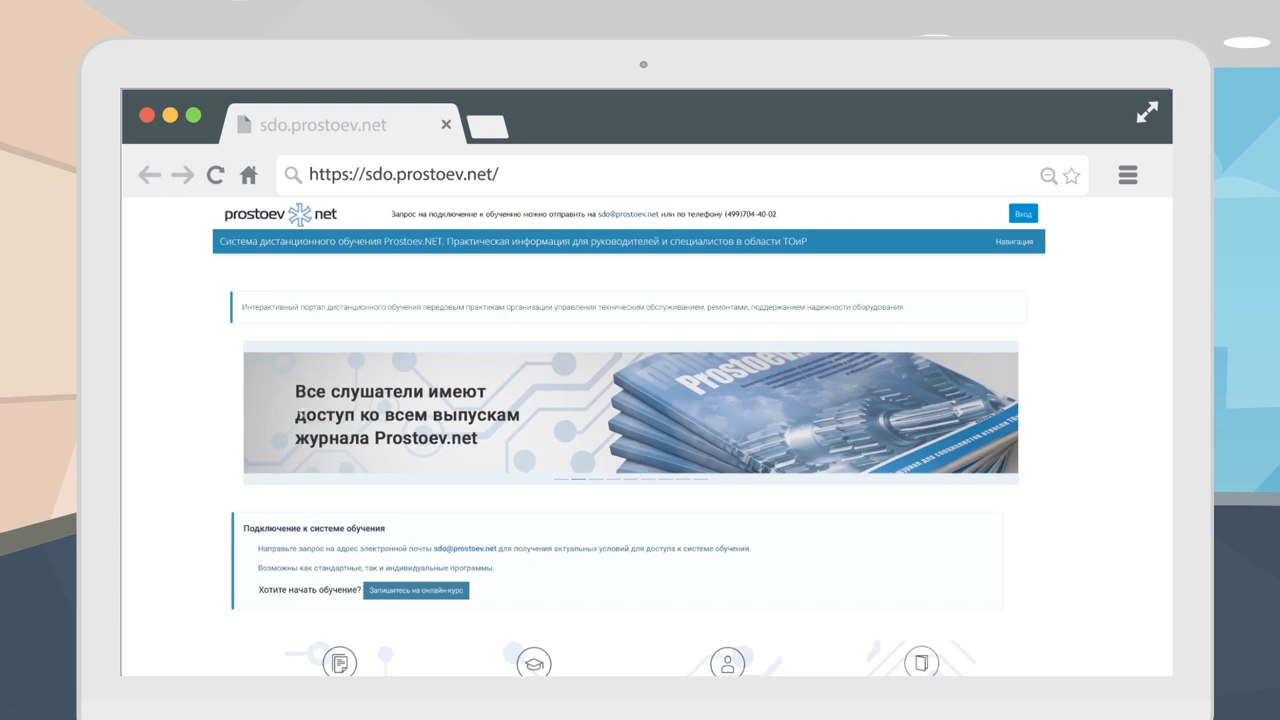 sdo.prostoev.net
https://sdo.prostoev.net/
prostoev net
Запрос на подключение к обучению можно отправить на sdo@prostoev.net или по телефону (499)704-40-02
Вход
Система дистанционного обучения Prostoev.NET. Практическая информация для руководителей и специалистов в области ТОиР
Навигация
Интерактивный портал дистанционного обучения передовым практикам организации управления техническим обслуживанием, ремонтами, поддержанием надежности оборудования
Все слушатели имеют
доступ ко всем выпускам
журнала Prostoev.net
Prostoev
Подключение к системе обучения
Направьте запрос на адрес электронной почты sdo@prostoev.net для получения актуальных условий для доступа к системе обучения.
Возможны как стандартные, так и индивидуальные программы.
Хотите начать обучение? Запишитесь на онлайн-курс